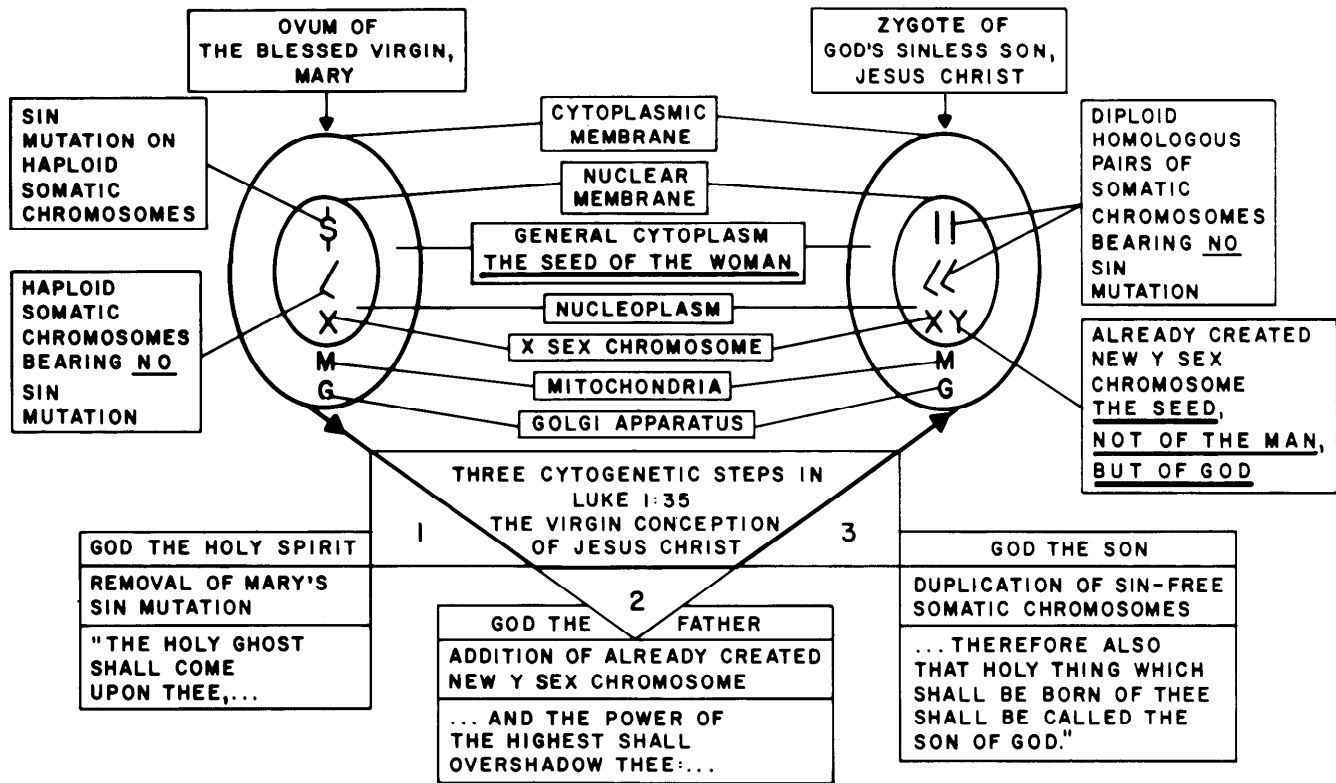 OVUM OF
THE BLESSED VIRGIN,
MARY
ZYGOTE OF
GOD'S SINLESS SON,
JESUS CHRIST
SIN
MUTATION ON
HAPLOID
SOMATIC
CHROMOSOMES
HAPLOID
SOMATIC
CHROMOSOMES
BEARING NO
SIN
MUTATION
$
<
X
M
G
CYTOPLASMIC
MEMBRANE
NUCLEAR
MEMBRANE
GENERAL CYTOPLASM
THE SEED OF THE WOMAN
NUCLEOPLASM
X SEX CHROMOSOME
MITOCHONDRIA
GOLGI APPARATUS
||
<<
X Y
M
G
DIPLOID
HOMOLOGOUS
PAIRS OF
SOMATIC
CHROMOSOMES
BEARING NO
SIN
MUTATION
ALREADY CREATED
NEW Y SEX
CHROMOSOME
THE SEED,
NOT OF THE MAN,
BUT OF GOD
THREE CYTOGENETIC STEPS IN
LUKE 1:35
THE VIRGIN CONCEPTION
OF JESUS CHRIST
1
GOD THE HOLY SPIRIT
REMOVAL OF MARY'S
SIN MUTATION
"THE HOLY GHOST
SHALL COME
UPON THEE,...
2
GOD THE FATHER
ADDITION OF ALREADY CREATED
NEW Y SEX CHROMOSOME
...AND THE POWER OF
THE HIGHEST SHALL
OVERSHADOW THEE:...
3
GOD THE SON
DUPLICATION OF SIN-FREE
SOMATIC CHROMOSOMES
...THEREFORE ALSO
THAT HOLY THING WHICH
SHALL BE BORN OF THEE
SHALL BE CALLED THE
SON OF GOD."